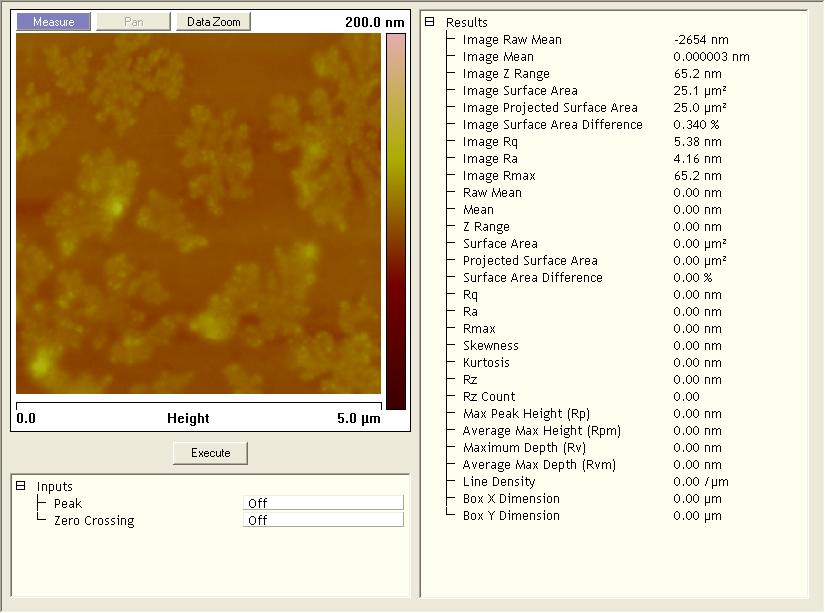 Measure Pan Data Zoom 200.0 nm
0.0 Height 5.0 µm
Execute
Inputs
Peak Off
Zero Crossing Off
Results
Image Raw Mean -2654 nm
Image Mean 0.000003 nm
Image Z Range 65.2 nm
Image Surface Area 25.1 µm²
Image Projected Surface Area 25.0 µm²
Image Surface Area Difference 0.340 %
Image Rq 5.38 nm
Image Ra 4.16 nm
Image Rmax 65.2 nm
Raw Mean 0.00 nm
Mean 0.00 nm
Z Range 0.00 nm
Surface Area 0.00 µm²
Projected Surface Area 0.00 µm²
Surface Area Difference 0.00 %
Rq 0.00 nm
Ra 0.00 nm
Rmax 0.00 nm
Skewness 0.00 nm
Kurtosis 0.00 nm
Rz 0.00 nm
Rz Count 0.00
Max Peak Height (Rp) 0.00 nm
Average Max Height (Rpm) 0.00 nm
Maximum Depth (Rv) 0.00 nm
Average Max Depth (Rvm) 0.00 nm
Line Density 0.00 /µm
Box X Dimension 0.00 µm
Box Y Dimension 0.00 µm